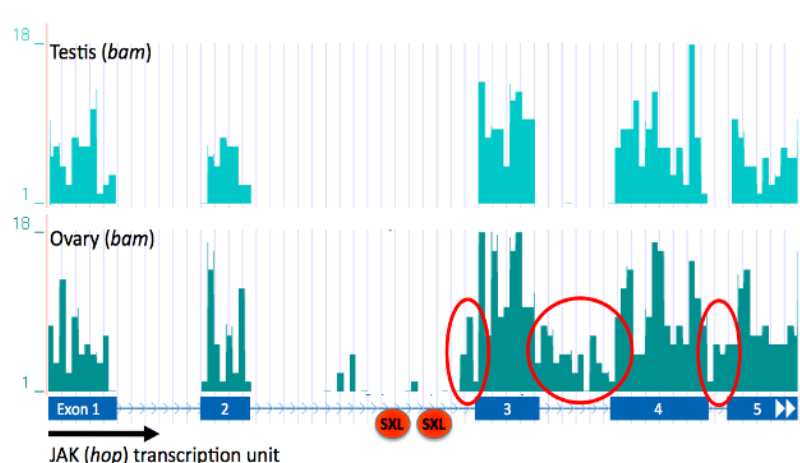 18
Testis (bam)
1
18
Ovary (bam)
1
Exon 1 2 3 4 5
SXL SXL
JAK (hop) transcription unit